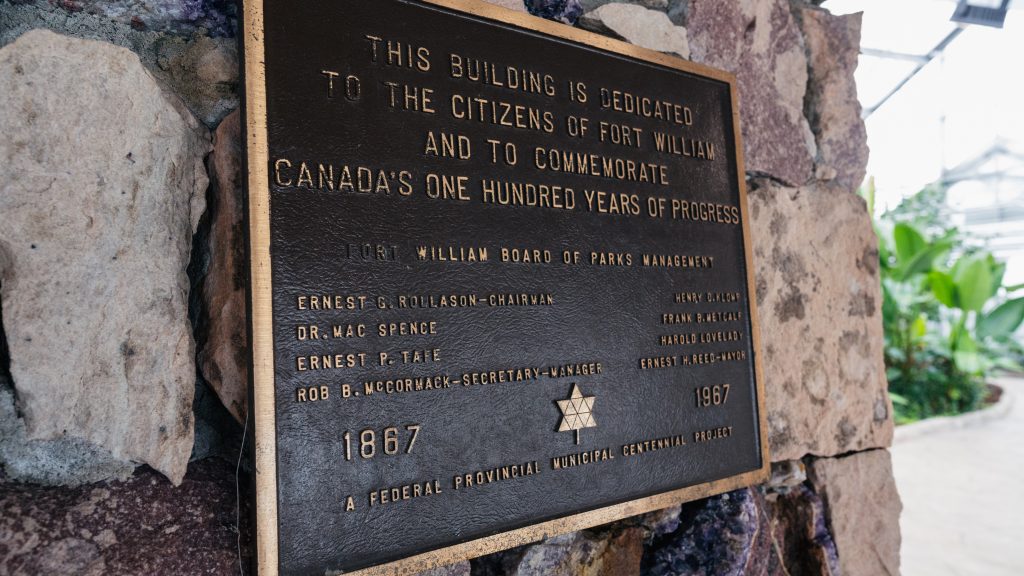 THIS BUILDING IS DEDICATED
TO THE CITIZENS OF FORT WILLIAM
AND TO COMMEMORATE
CANADA'S ONE HUNDRED YEARS OF PROGRESS
FORT WILLIAM BOARD OF PARKS MANAGEMENT
ERNEST G. ROLLASON-CHAIRMAN
DR. MAC SPENCE
ERNEST P. TAFE
ROB B. McCORMACK-SECRETARY-MANAGER
HENRY O. KLOMP
FRANK B. METCALF
HAROLD LOVELADY
ERNEST H. REED-MAYOR
1867
1967
A FEDERAL PROVINCIAL MUNICIPAL CENTENNIAL PROJECT